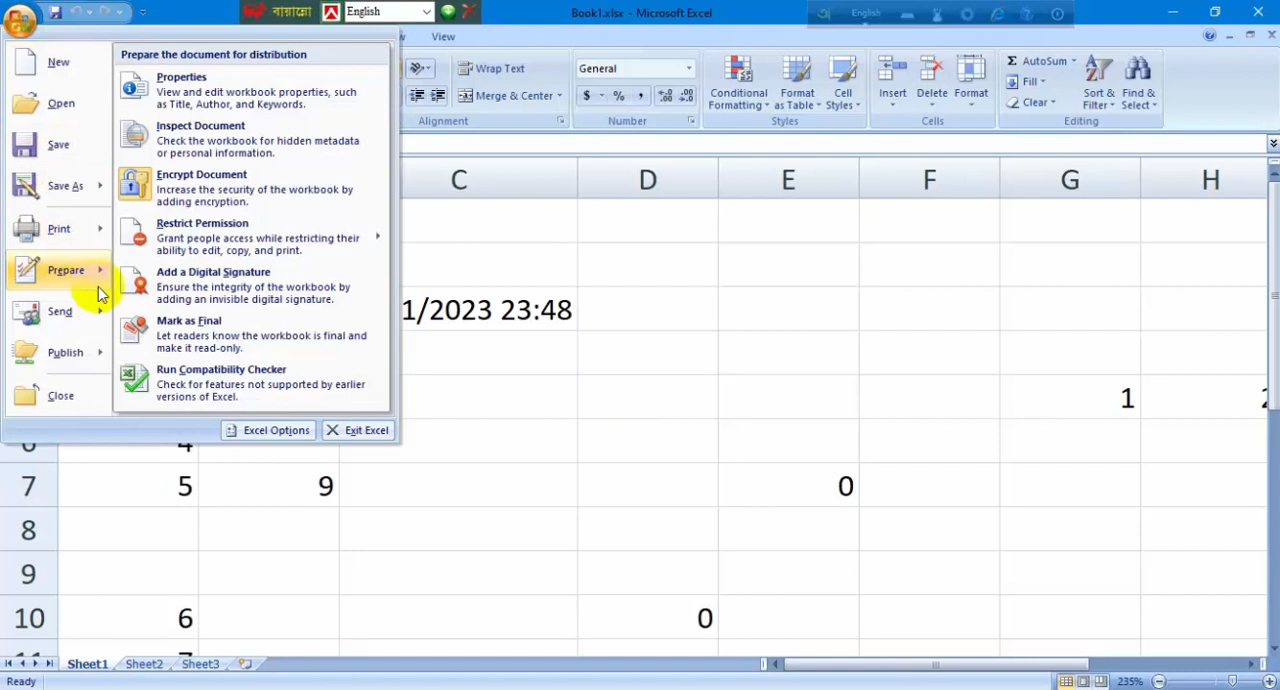 বায়ান্নো
English
Book1.xlsx - Microsoft Excel
English
View
New
Open
Save
Save As
Print
Prepare
Send
Publish
Close
Prepare the document for distribution
Properties
View and edit workbook properties, such
as Title, Author, and Keywords.
Inspect Document
Check the workbook for hidden metadata
or personal information.
Encrypt Document
Increase the security of the workbook by
adding encryption.
Restrict Permission
Grant people access while restricting their
ability to edit, copy, and print.
Add a Digital Signature
Ensure the integrity of the workbook by
adding an invisible digital signature.
Mark as Final
Let readers know the workbook is final and
make it read-only.
Run Compatibility Checker
Check for features not supported by earlier
versions of Excel.
Excel Options
Exit Excel
Wrap Text
Merge & Center
Alignment
General
$ % ,
Number
Conditional Formatting
Format as Table
Cell Styles
Styles
Insert
Delete
Format
Cells
Σ AutoSum
Fill
Clear
Sort & Filter
Find & Select
Editing
C D E F G H
1/2023 23:48
1 2
6 4
7 5 9 0
8
9
10 6 0
Sheet1 Sheet2 Sheet3
Ready
235%